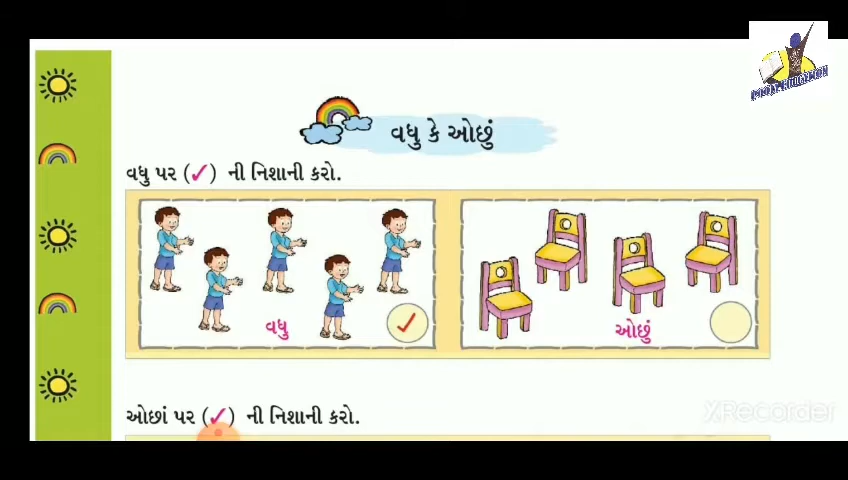 વધુ કે ઓછું
વધુ પર (✓) ની નિશાની કરો.
વધુ
ઓછું
ઓછાં પર (✓) ની નિશાની કરો.
XRecorder